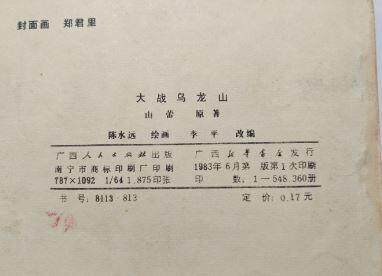 封面画 郑君里
大战乌龙山
山蕾 原著
陈水远 绘画 李平 改编
广西人民出版社出版 广西新华书店发行
南宁市商标印刷厂印刷 1983年6月第 版第1次印刷
787×1092 1/64 1.875印张 印数:1—548.360册
书号:8113·813 定价:0.17元